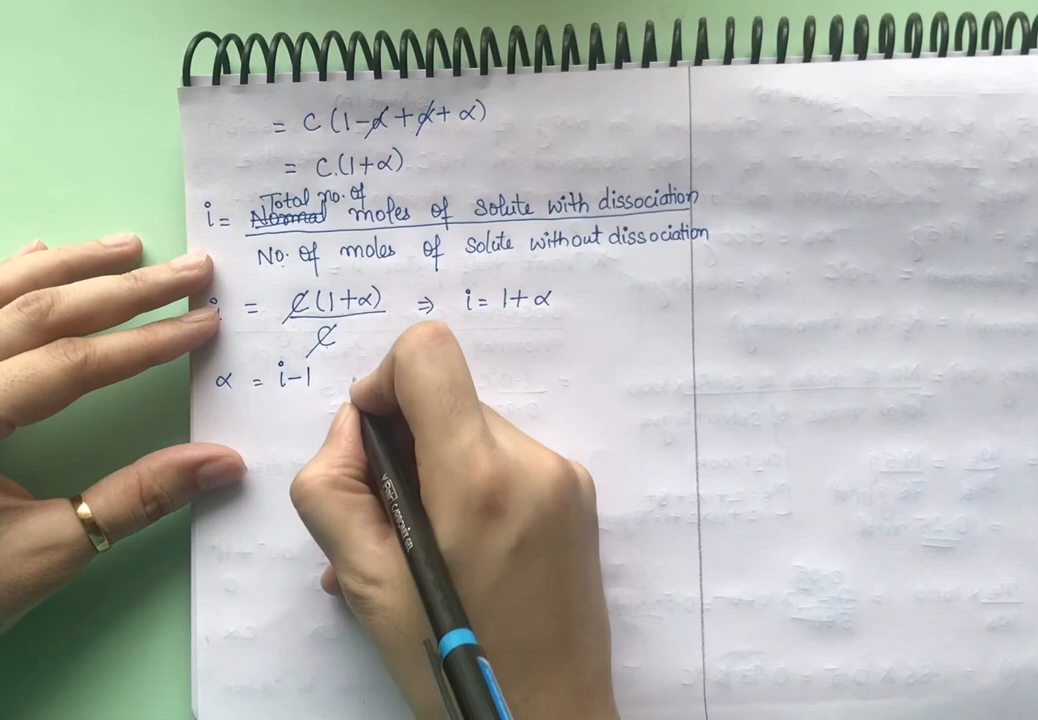 = C (1-α+α+α)
= C.(1+α)
Total no. of
i = Normal moles of solute with dissociation
No. of moles of solute without dissociation
i = C(1+α) ⇒ i = 1+α
C
α = i-1